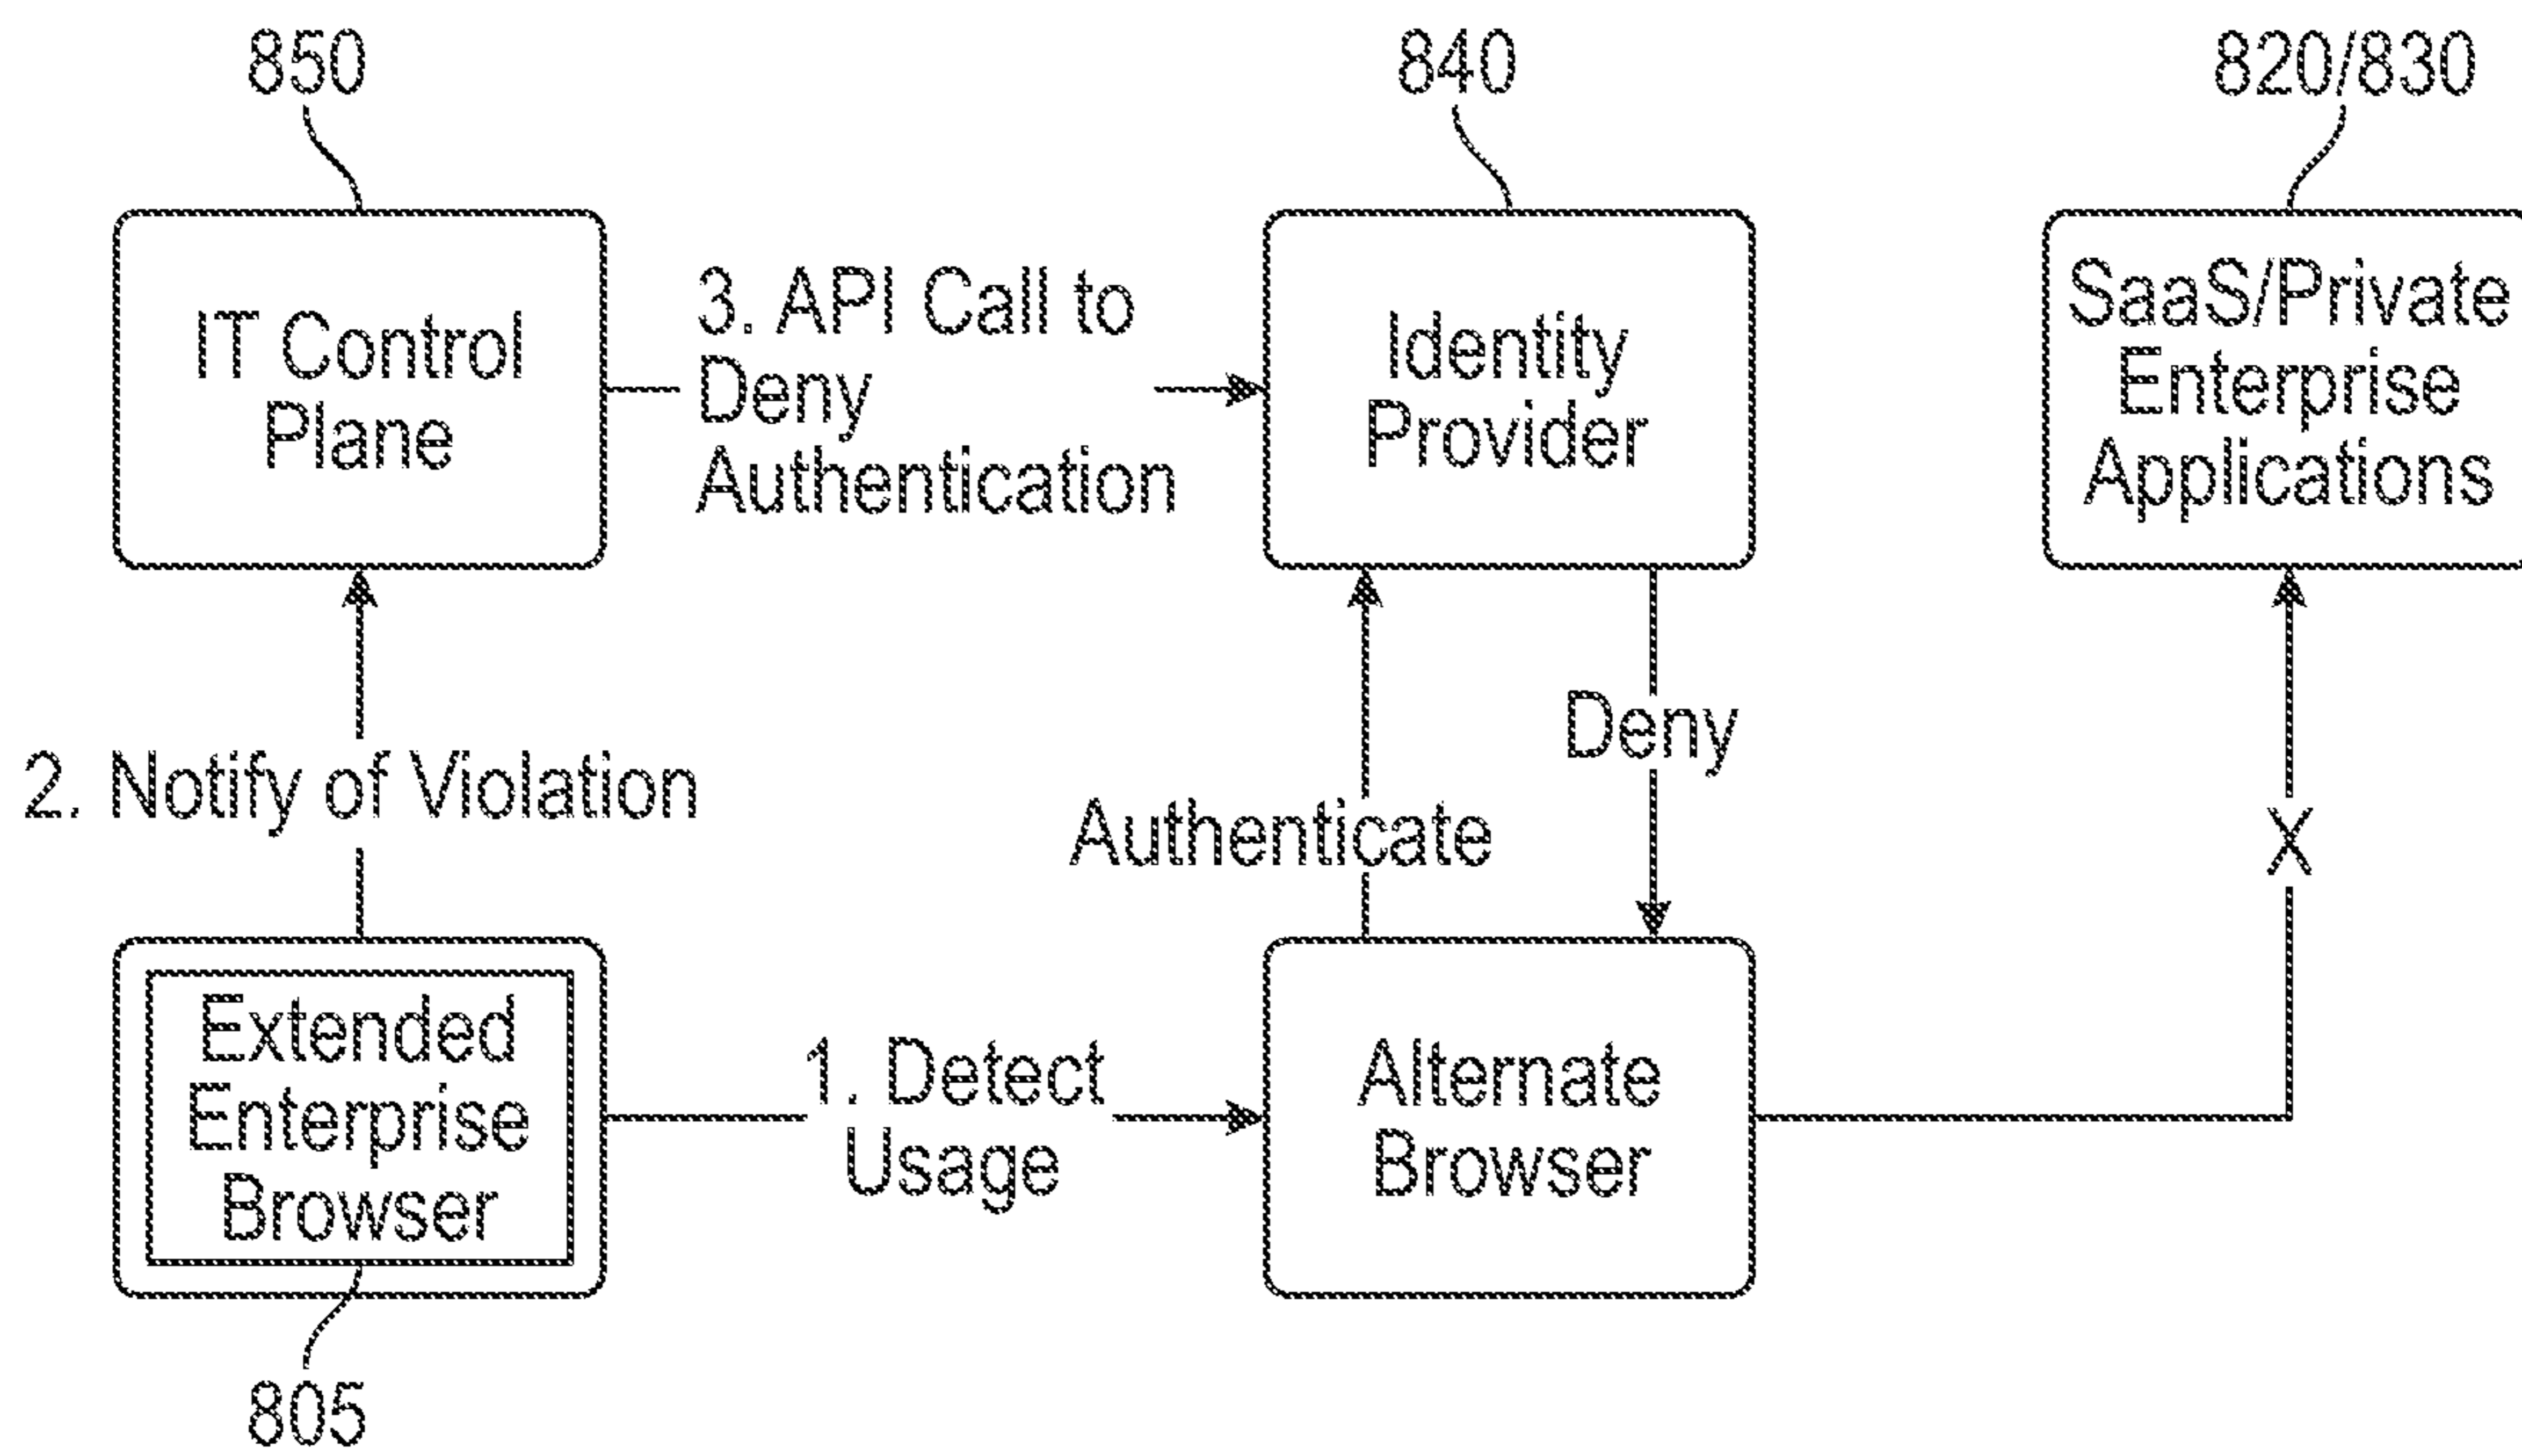 850
840
820/830
IT Control
Plane
3. API Call to
Deny
Authentication
Identity
Provider
SaaS/Private
Enterprise
Applications
2. Notify of Violation
Authenticate
Deny
X
Extended
Enterprise
Browser
1. Detect
Usage
Alternate
Browser
805